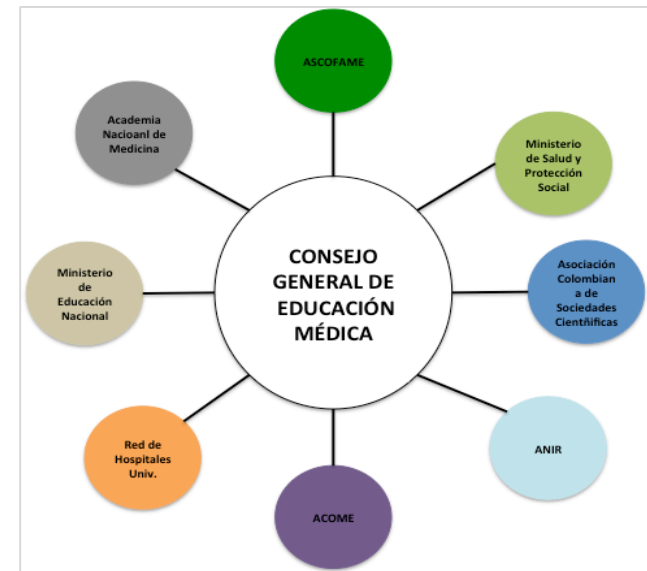 ASCOFAME
Academia
Nacioanl de
Medicina
Ministerio
de Salud y
Protección
Social
CONSEJO
GENERAL DE
EDUCACIÓN
MÉDICA
Ministerio
de
Educación
Nacional
Asociación
Colombian
a de
Sociedades
Cientñificas
Red de
Hospitales
Univ.
ANIR
ACOME